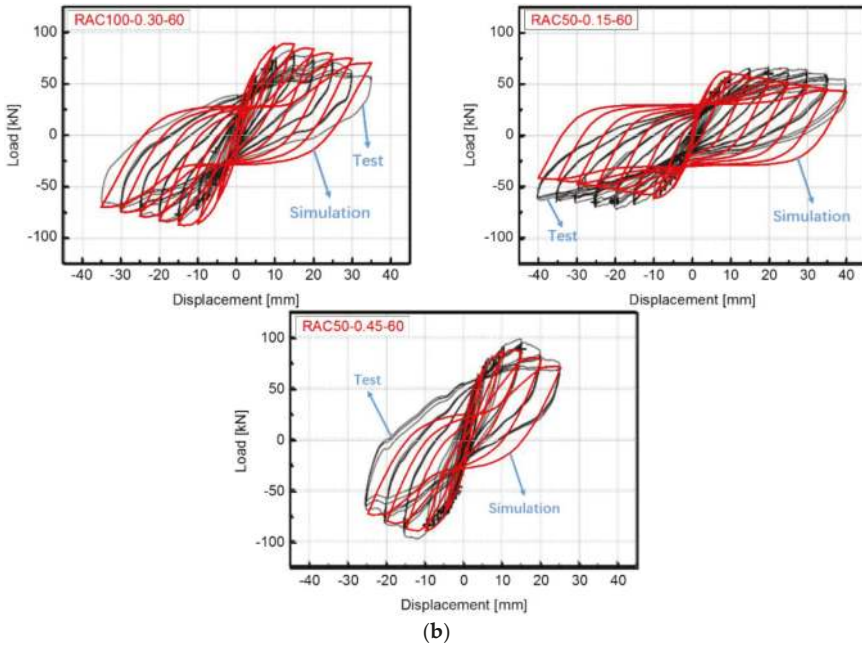 RAC100-0.30-60
100
50
0
-50
-100
Load [kN]
Test
Simulation
-40 -30 -20 -10 0 10 20 30 40
Displacement [mm]
RAC50-0.15-60
100
50
0
-50
-100
Load [kN]
Test
Simulation
-40 -30 -20 -10 0 10 20 30 40
Displacement [mm]
RAC50-0.45-60
100
50
0
-50
-100
Load [kN]
Test
Simulation
-40 -30 -20 -10 0 10 20 30 40
Displacement [mm]
(b)